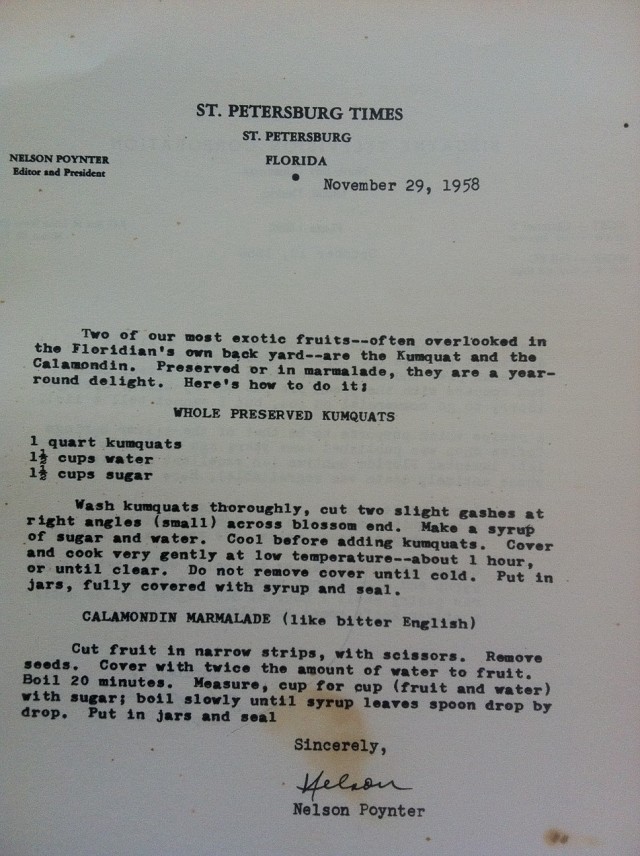 ST. PETERSBURG TIMES
ST. PETERSBURG
FLORIDA
NELSON POYNTER
Editor and President
November 29, 1958
Two of our most exotic fruits--often overlooked in
the Floridian's own back yard--are the Kumquat and the
Calamondin. Preserved or in marmalade, they are a year-
round delight. Here's how to do it;
WHOLE PRESERVED KUMQUATS
1 quart kumquats
1½ cups water
1½ cups sugar
Wash kumquats thoroughly, cut two slight gashes at
right angles (small) across blossom end. Make a syrup
of sugar and water. Cool before adding kumquats. Cover
and cook very gently at low temperature--about 1 hour,
or until clear. Do not remove cover until cold. Put in
jars, fully covered with syrup and seal.
CALAMONDIN MARMALADE (like bitter English)
Cut fruit in narrow strips, with scissors. Remove
seeds. Cover with twice the amount of water to fruit.
Boil 20 minutes. Measure, cup for cup (fruit and water)
with sugar; boil slowly until syrup leaves spoon drop by
drop. Put in jars and seal
Sincerely,
Nelson
Nelson Poynter